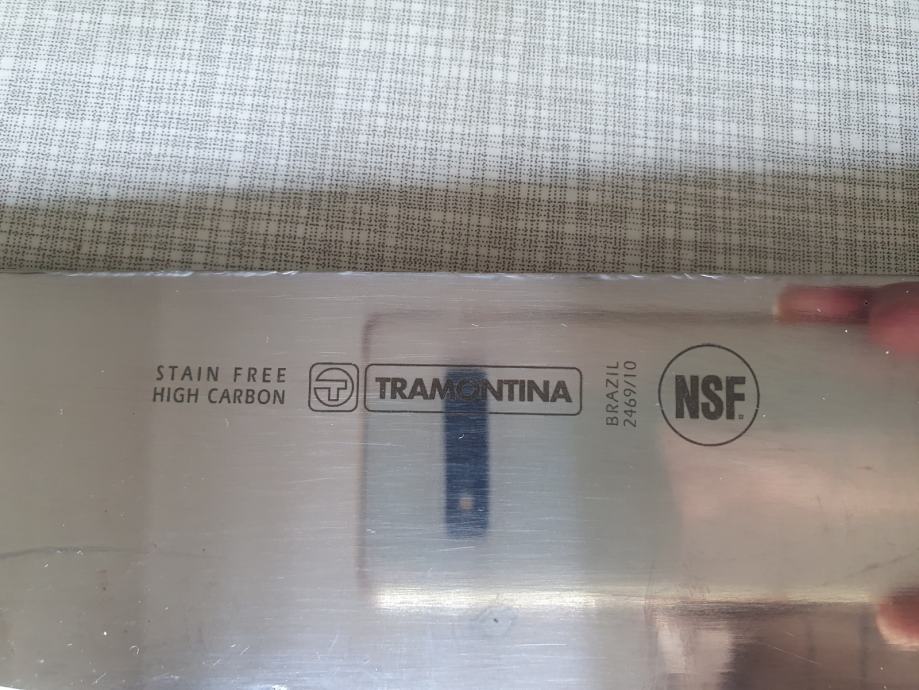 STAIN FREE
HIGH CARBON
TRAMONTINA
BRAZIL
2469/10
NSF.